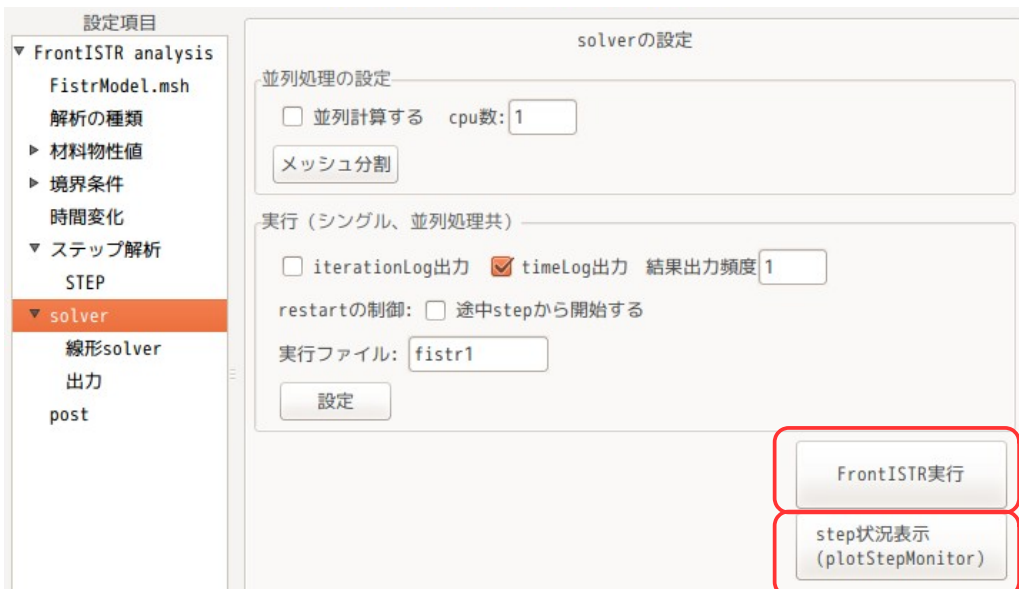 設定項目
FrontISTR analysis
FistrModel.msh
解析の種類
材料物性値
境界条件
時間変化
ステップ解析
STEP
solver
線形solver
出力
post
solverの設定
並列処理の設定
並列計算する cpu数: 1
メッシュ分割
実行 (シングル、並列処理共)
iterationLog出力 timeLog出力 結果出力頻度 1
restartの制御: 途中stepから開始する
実行ファイル: fistr1
設定
FrontISTR実行
step状況表示
(plotStepMonitor)